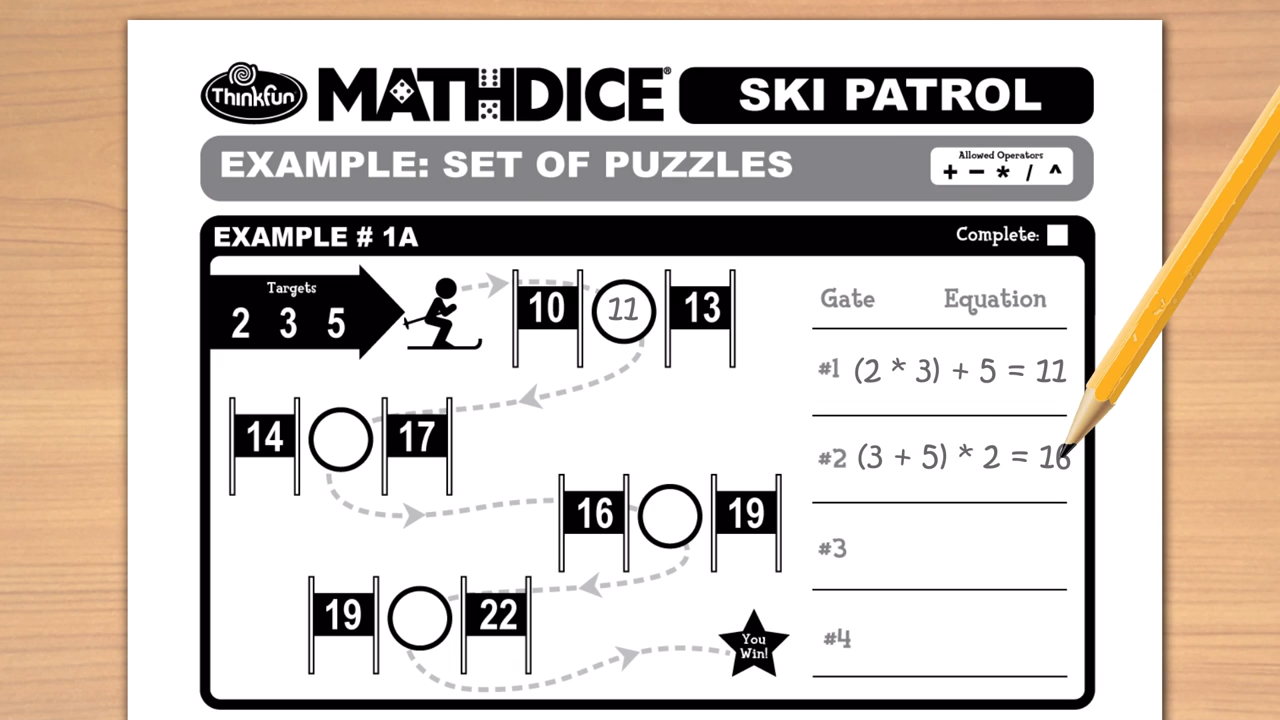 ThinkFun MATHDICE® SKI PATROL
EXAMPLE: SET OF PUZZLES
Allowed Operators
+ − * / ^
EXAMPLE # 1A
Complete:
Targets
2 3 5
10 11 13
14 17
16 19
19 22
You
Win!
Gate Equation
#1 (2 * 3) + 5 = 11
#2 (3 + 5) * 2 = 16
#3
#4